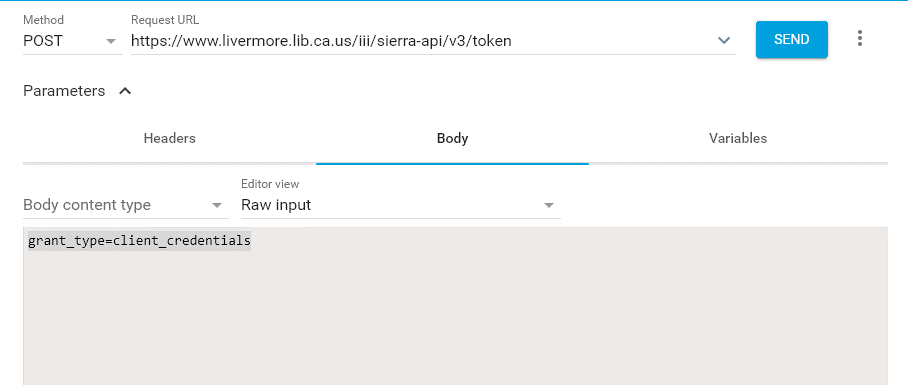 Method
Request URL
POST
https://www.livermore.lib.ca.us/iii/sierra-api/v3/token
SEND
Parameters
Headers
Body
Variables
Editor view
Body content type
Raw input
grant_type=client_credentials